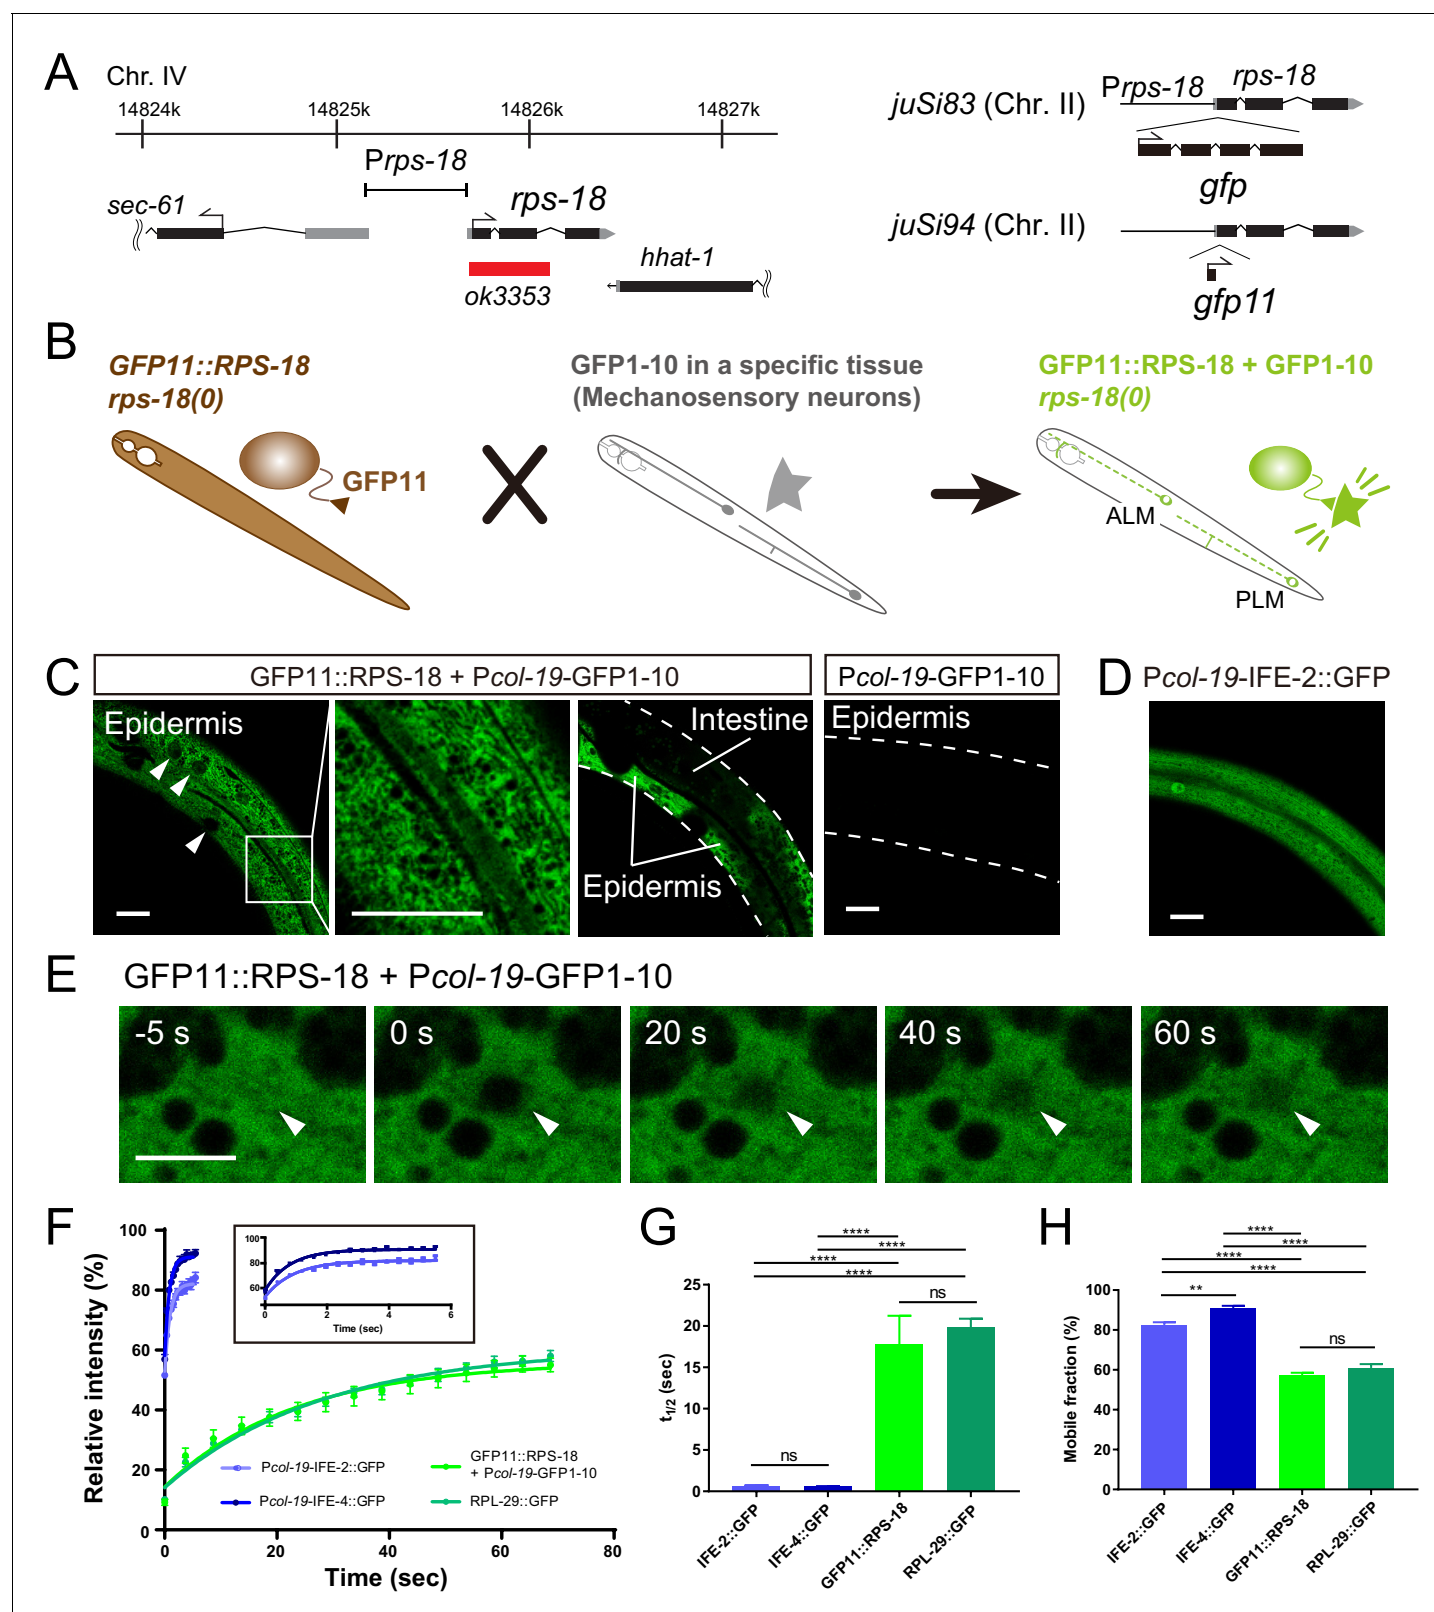 A
Chr. IV
14824k 14825k 14826k 14827k
Prps-18
sec-61
rps-18
hhat-1
ok3353
juSi83 (Chr. II)
Prps-18 rps-18
gfp
juSi94 (Chr. II)
gfp11
B
GFP11::RPS-18
rps-18(0)
GFP11
GFP1-10 in a specific tissue
(Mechanosensory neurons)
GFP11::RPS-18 + GFP1-10
rps-18(0)
ALM
PLM
C
GFP11::RPS-18 + Pcol-19-GFP1-10
Pcol-19-GFP1-10
Epidermis
Intestine
Epidermis
Epidermis
D
Pcol-19-IFE-2::GFP
E
GFP11::RPS-18 + Pcol-19-GFP1-10
-5 s
0 s
20 s
40 s
60 s
F
Relative intensity (%)
100
80
60
40
20
0
0 20 40 60 80
Time (sec)
100
80
60
0 2 4 6
Time (sec)
Pcol-19-IFE-2::GFP
Pcol-19-IFE-4::GFP
GFP11::RPS-18
+ Pcol-19-GFP1-10
RPL-29::GFP
G
t1/2 (sec)
25
20
15
10
5
0
****
****
****
****
ns
ns
IFE-2::GFP
IFE-4::GFP
GFP11::RPS-18
RPL-29::GFP
H
Mobile fraction (%)
100
80
60
40
20
0
****
****
****
****
**
ns
IFE-2::GFP
IFE-4::GFP
GFP11::RPS-18
RPL-29::GFP